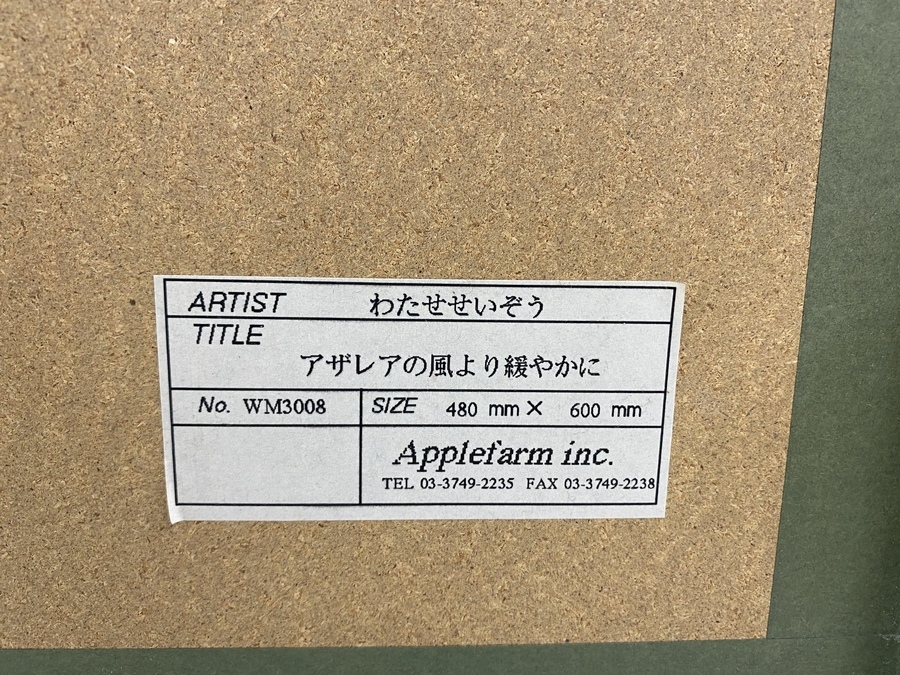 ARTIST わたせせいぞう
TITLE
アザレアの風より緩やかに
No. WM3008 SIZE 480 mm × 600 mm
Applefarm inc.
TEL 03-3749-2235 FAX 03-3749-2238